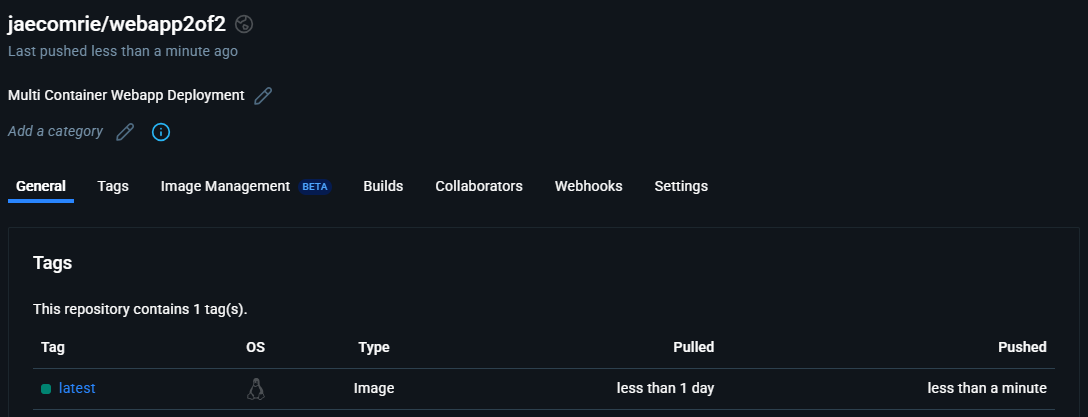 jaecomrie/webapp2of2
Last pushed less than a minute ago
Multi Container Webapp Deployment
Add a category
General Tags Image Management BETA Builds Collaborators Webhooks Settings
Tags
This repository contains 1 tag(s).
Tag OS Type Pulled Pushed
latest Image less than 1 day less than a minute